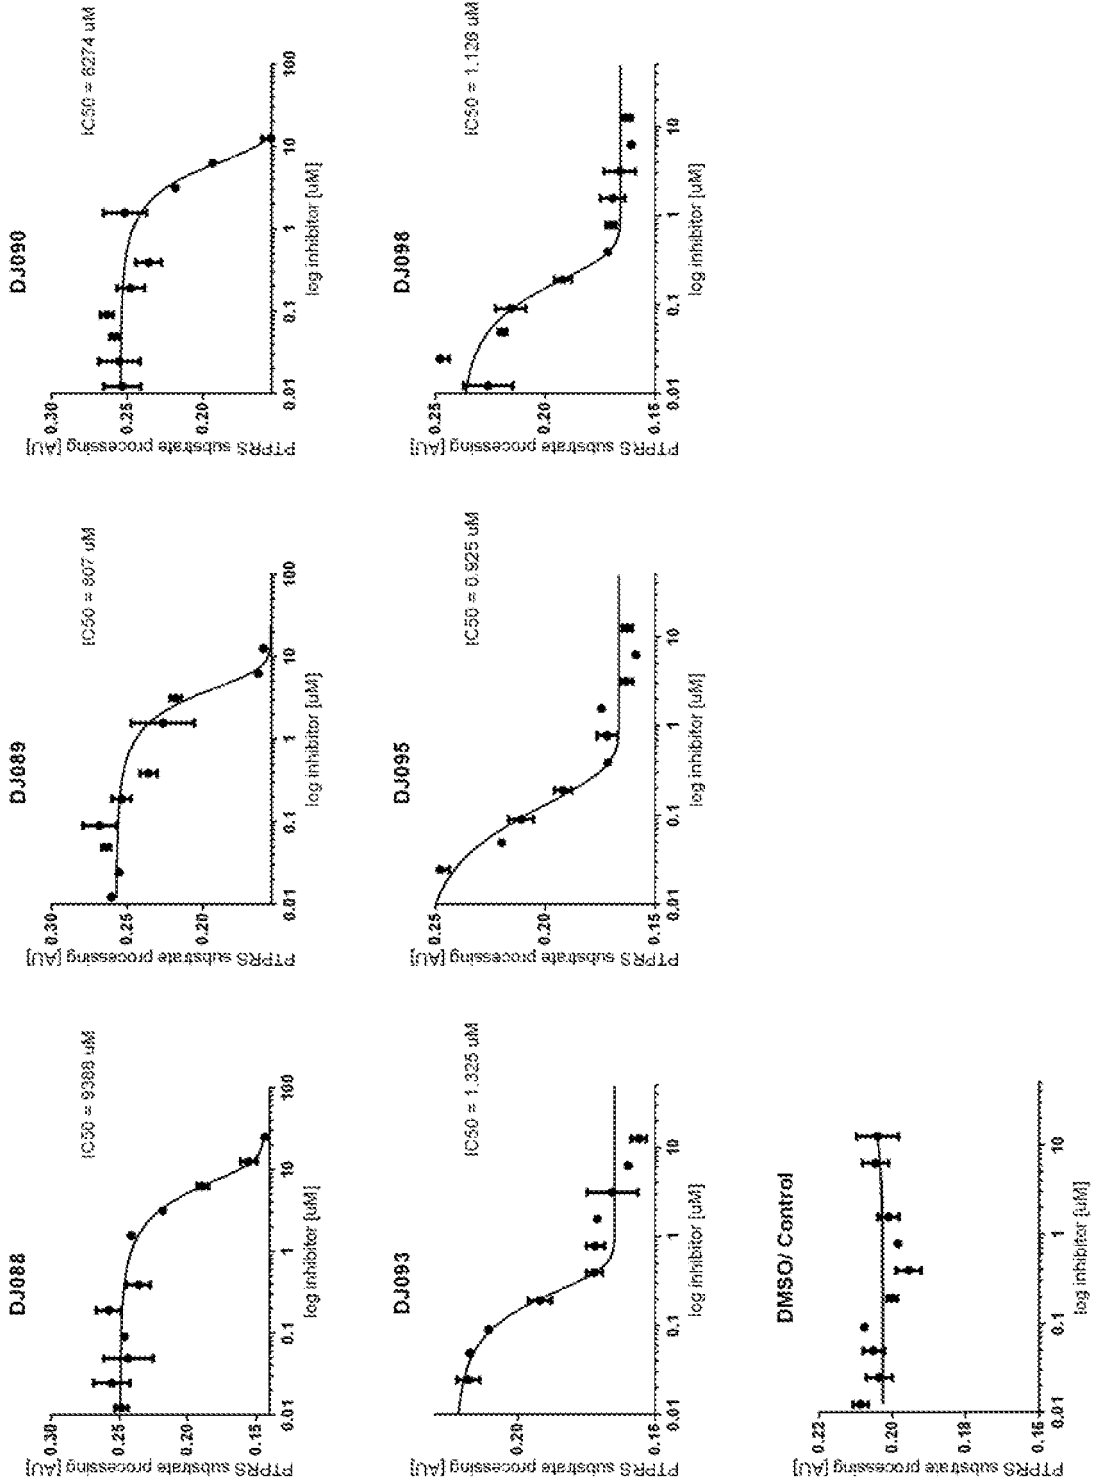 DJ088
IC50 = 9388 uM
PTPRS substrate processing [AU]
0.30
0.25
0.20
0.15
0.01
0.1
1
10
100
log inhibitor [uM]
DJ089
IC50 = 807 uM
PTPRS substrate processing [AU]
0.30
0.25
0.20
0.01
0.1
1
10
100
log inhibitor [uM]
DJ090
IC50 = 6274 uM
PTPRS substrate processing [AU]
0.30
0.25
0.20
0.01
0.1
1
10
100
log inhibitor [uM]
DJ093
IC50 = 1.325 uM
PTPRS substrate processing [AU]
0.20
0.15
0.01
0.1
1
10
log inhibitor [uM]
DJ095
IC50 = 0.925 uM
PTPRS substrate processing [AU]
0.25
0.20
0.15
0.01
0.1
1
10
log inhibitor [uM]
DJ098
IC50 = 1.126 uM
PTPRS substrate processing [AU]
0.25
0.20
0.15
0.01
0.1
1
10
log inhibitor [uM]
DMSO/ Control
PTPRS substrate processing [AU]
0.22
0.20
0.18
0.16
0.01
0.1
1
10
log inhibitor [uM]